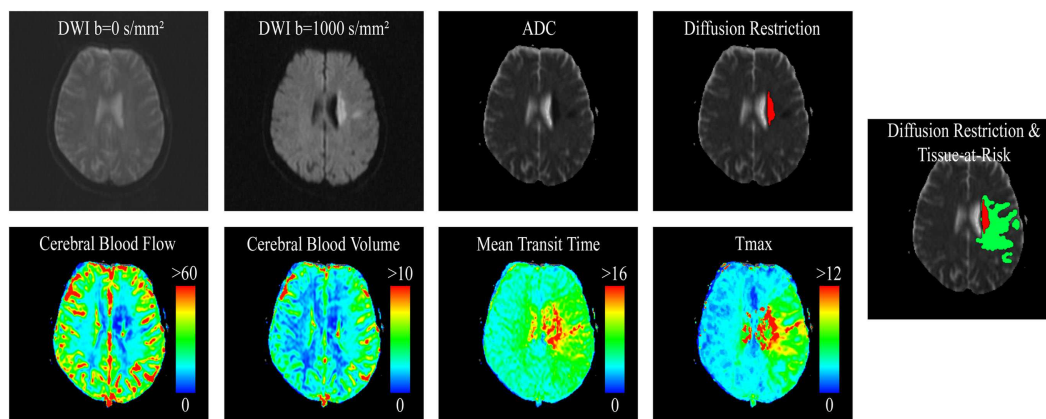 DWI b=0 s/mm²
DWI b=1000 s/mm²
ADC
Diffusion Restriction
Diffusion Restriction &
Tissue-at-Risk
Cerebral Blood Flow
>60
0
Cerebral Blood Volume
>10
0
Mean Transit Time
>16
0
Tmax
>12
0